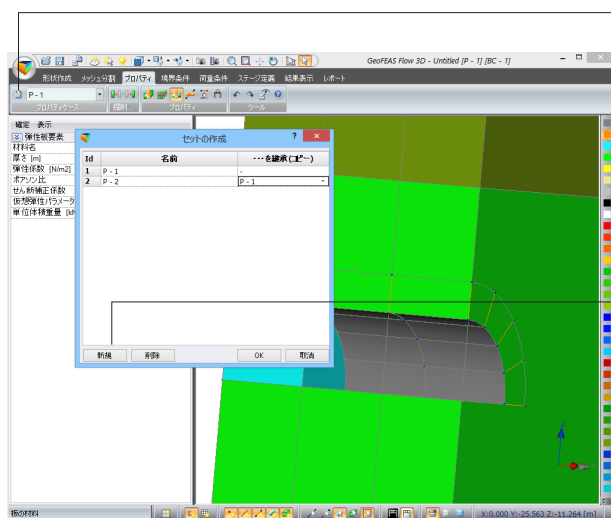 GeoFEAS Flow 3D - Untitled [P - 1] [BC - 1]
形状作成 メッシュ分割 プロパティ 境界条件 荷重条件 ステージ定義 結果表示 レポート
P - 1
プロパティケース 描画... プロパティ ツール
確定 表示
弾性板要素
材料名
厚さ [m]
弾性係数 [N/m2]
ポアソン比
せん断補正係数
仮想弾性パラメータ
単位体積重量 [kN
セットの作成 ? ×
Id 名前 ---を継承(コピー)
1 P - 1 -
2 P - 2 P - 1
新規 削除 OK 取消
z
板の材料 X:0.000 Y:-25.563 Z:-11.264 [m]